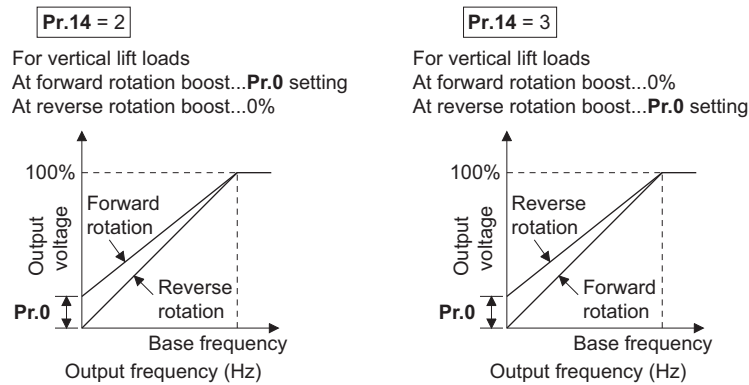 Pr.14 = 2
For vertical lift loads
At forward rotation boost...Pr.0 setting
At reverse rotation boost...0%
100%
Output
voltage
Forward
rotation
Reverse
rotation
Pr.0
Base frequency
Output frequency (Hz)
Pr.14 = 3
For vertical lift loads
At forward rotation boost...0%
At reverse rotation boost...Pr.0 setting
100%
Output
voltage
Reverse
rotation
Forward
rotation
Pr.0
Base frequency
Output frequency (Hz)